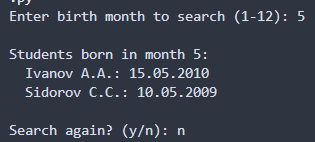 .py
Enter birth month to search (1-12): 5
Students born in month 5:
Ivanov A.A.: 15.05.2010
Sidorov C.C.: 10.05.2009
Search again? (y/n): n